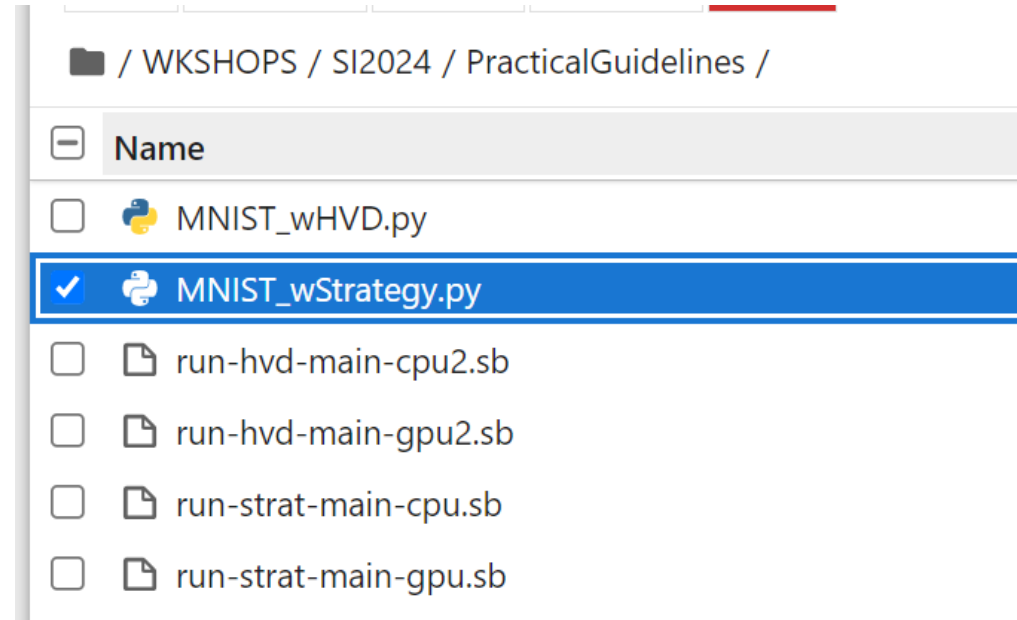 / WKSHOPS / SI2024 / PracticalGuidelines /
Name
MNIST_wHVD.py
MNIST_wStrategy.py
run-hvd-main-cpu2.sb
run-hvd-main-gpu2.sb
run-strat-main-cpu.sb
run-strat-main-gpu.sb